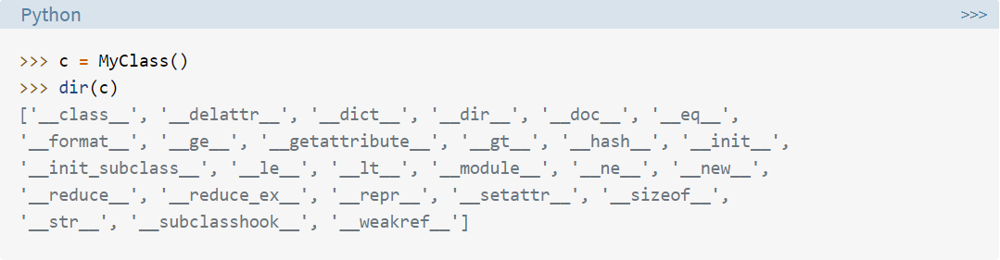 Python
>>>
>>> c = MyClass()
>>> dir(c)
['__class__', '__delattr__', '__dict__', '__dir__', '__doc__', '__eq__',
'__format__', '__ge__', '__getattribute__', '__gt__', '__hash__', '__init__',
'__init_subclass__', '__le__', '__lt__', '__module__', '__ne__', '__new__',
'__reduce__', '__reduce_ex__', '__repr__', '__setattr__', '__sizeof__',
'__str__', '__subclasshook__', '__weakref__']